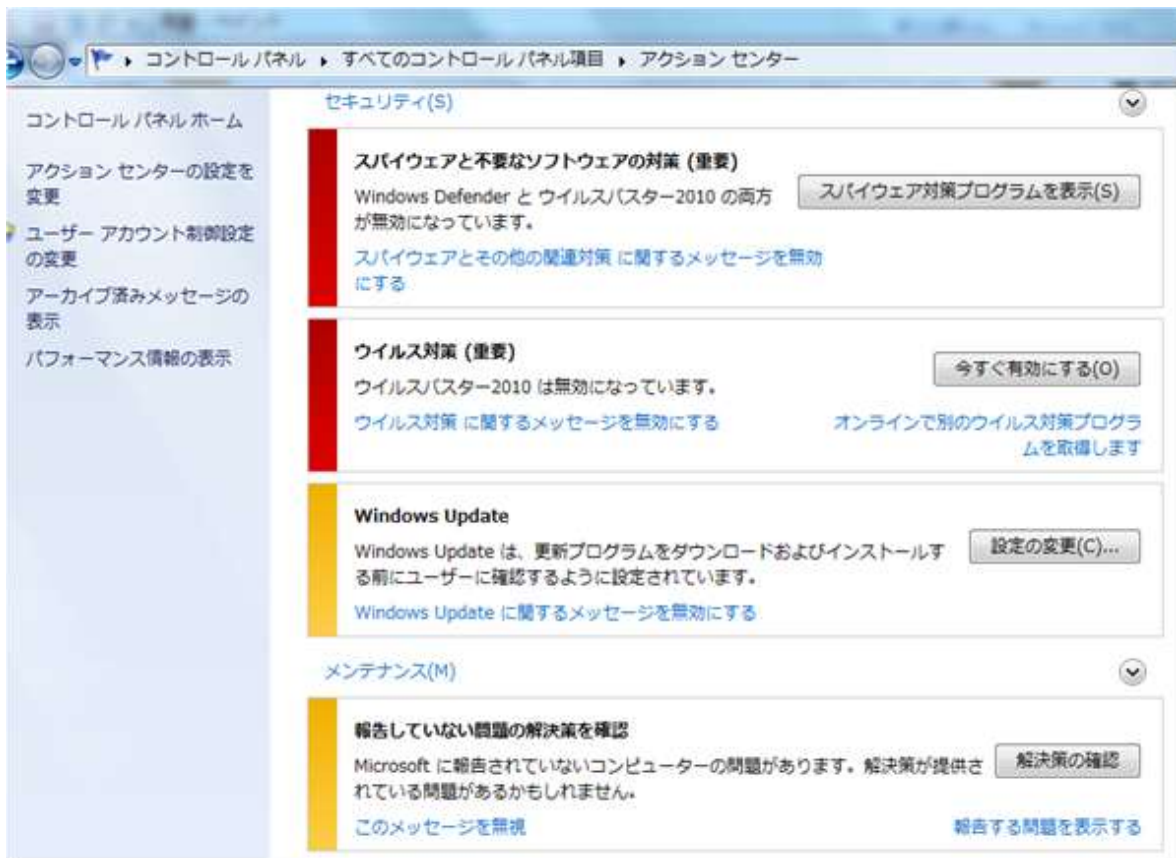 コントロール パネル ▸ すべてのコントロール パネル項目 ▸ アクション センター
コントロール パネル ホーム
アクション センターの設定を
変更
ユーザー アカウント制御設定
の変更
アーカイブ済みメッセージの
表示
パフォーマンス情報の表示
セキュリティ(S)
スパイウェアと不要なソフトウェアの対策 (重要)
Windows Defender と ウイルスバスター2010 の両方
が無効になっています。
スパイウェア対策プログラムを表示(S)
スパイウェアとその他の関連対策 に関するメッセージを無効
にする
ウイルス対策 (重要)
ウイルスバスター2010 は無効になっています。
今すぐ有効にする(O)
ウイルス対策 に関するメッセージを無効にする
オンラインで別のウイルス対策プログラ
ムを取得します
Windows Update
Windows Update は、更新プログラムをダウンロードおよびインストールす
る前にユーザーに確認するように設定されています。
設定の変更(C)...
Windows Update に関するメッセージを無効にする
メンテナンス(M)
報告していない問題の解決策を確認
Microsoft に報告されていないコンピューターの問題があります。解決策が提供さ
れている問題があるかもしれません。
解決策の確認
このメッセージを無視
報告する問題を表示する